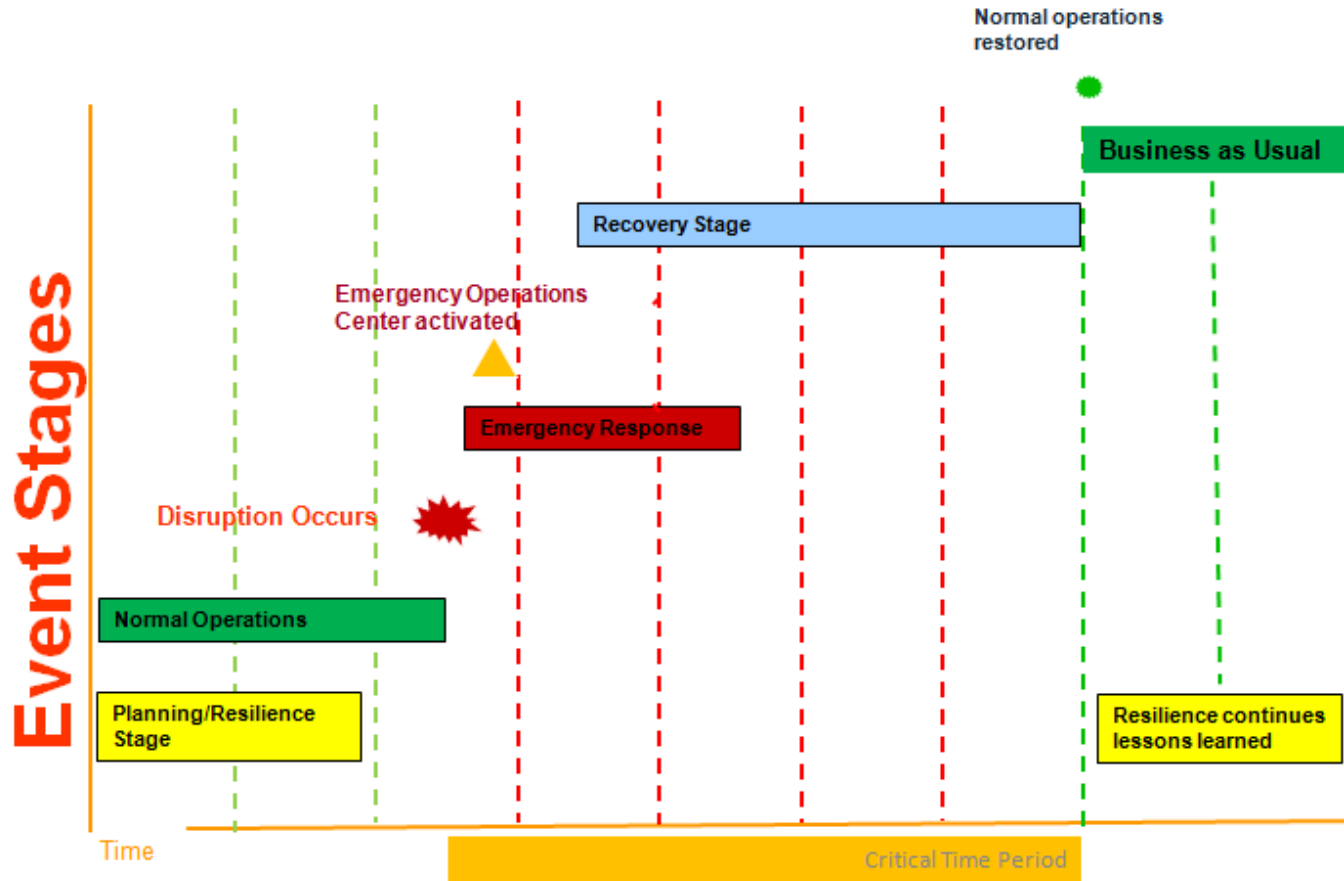 Normal operations
restored
Business as Usual
Recovery Stage
Emergency Operations
Center activated
Emergency Response
Disruption Occurs
Normal Operations
Planning/Resilience
Stage
Resilience continues
lessons learned
Event Stages
Time
Critical Time Period